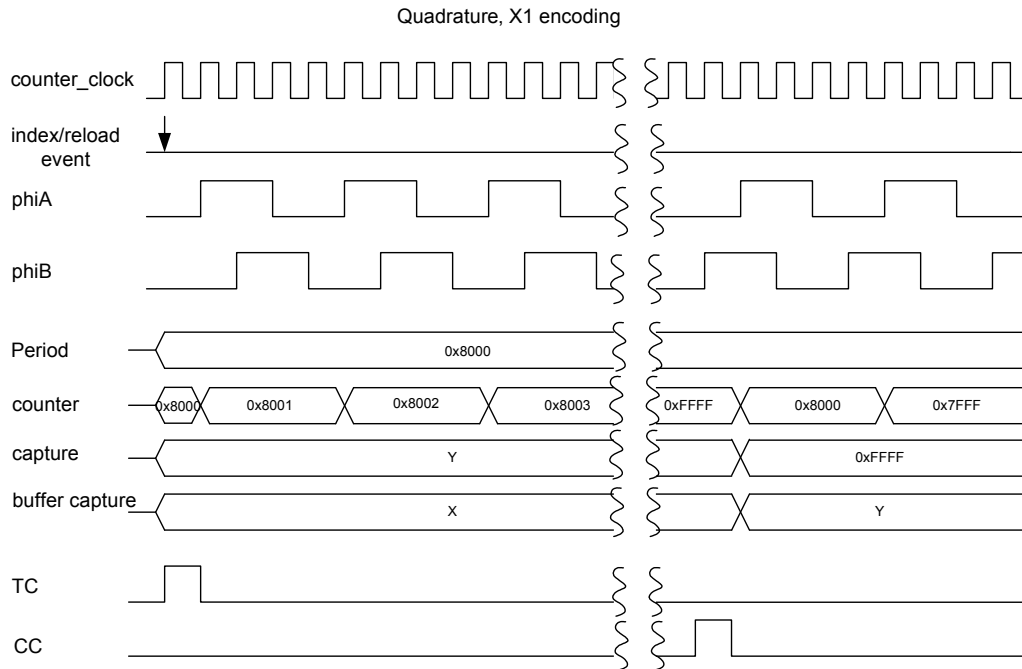 Quadrature, X1 encoding
counter_clock
index/reload
event
phiA
phiB
Period
0x8000
counter
0x8000
0x8001
0x8002
0x8003
0xFFFF
0x8000
0x7FFF
capture
Y
0xFFFF
buffer capture
X
Y
TC
CC